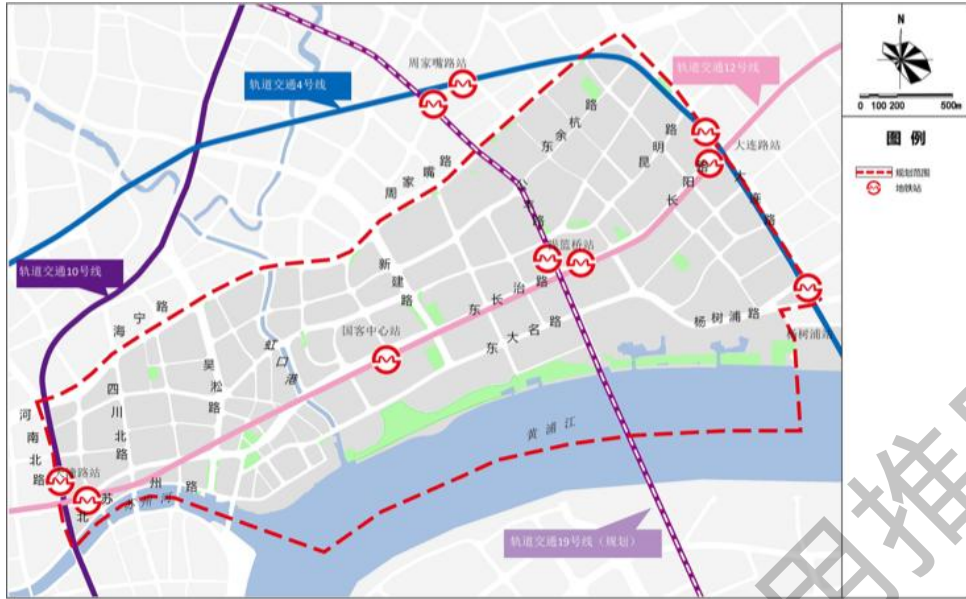 周家嘴路站
轨道交通4号线
轨道交通12号线
N
0 100 200 500m
图例
规划范围
地铁站
东余杭路
昆明路
大连路站
大连路
长阳路
周家嘴路
公平路
提篮桥站
轨道交通10号线
新建路
海宁路
东长治路
杨树浦路
杨树浦站
国客中心站
东大名路
虹口港
吴淞路
四川北路
河南北路
黄浦江
北苏州路
苏州河
轨道交通19号线（规划）